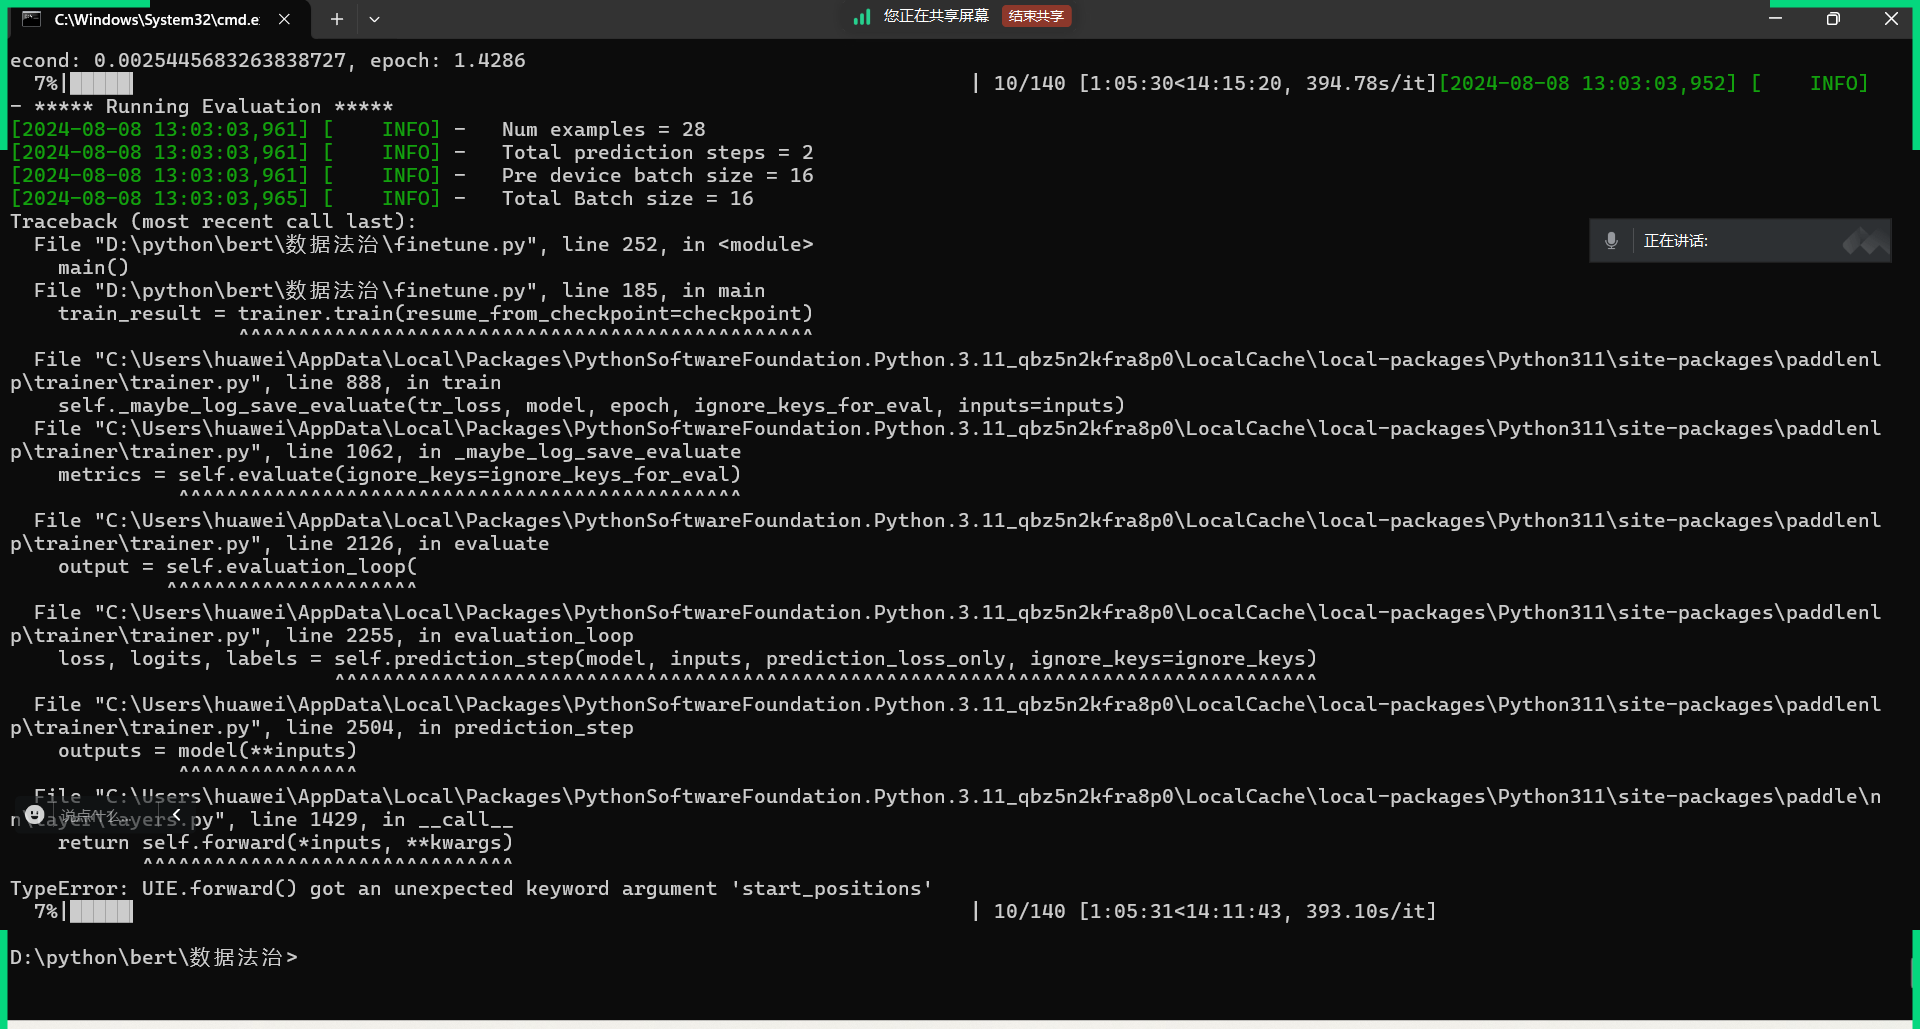 C:\Windows\System32\cmd.e
您正在共享屏幕
结束共享
econd: 0.0025445683263838727, epoch: 1.4286
7%| | 10/140 [1:05:30<14:15:20, 394.78s/it][2024-08-08 13:03:03,952] [    INFO]
- ***** Running Evaluation *****
[2024-08-08 13:03:03,961] [    INFO] -   Num examples = 28
[2024-08-08 13:03:03,961] [    INFO] -   Total prediction steps = 2
[2024-08-08 13:03:03,961] [    INFO] -   Pre device batch size = 16
[2024-08-08 13:03:03,965] [    INFO] -   Total Batch size = 16
Traceback (most recent call last):
  File "D:\python\bert\数据法治\finetune.py", line 252, in <module>
正在讲话:
    main()
  File "D:\python\bert\数据法治\finetune.py", line 185, in main
    train_result = trainer.train(resume_from_checkpoint=checkpoint)
                   ^^^^^^^^^^^^^^^^^^^^^^^^^^^^^^^^^^^^^^^^^^^^^^^^
  File "C:\Users\huawei\AppData\Local\Packages\PythonSoftwareFoundation.Python.3.11_qbz5n2kfra8p0\LocalCache\local-packages\Python311\site-packages\paddlenl
p\trainer\trainer.py", line 888, in train
    self._maybe_log_save_evaluate(tr_loss, model, epoch, ignore_keys_for_eval, inputs=inputs)
  File "C:\Users\huawei\AppData\Local\Packages\PythonSoftwareFoundation.Python.3.11_qbz5n2kfra8p0\LocalCache\local-packages\Python311\site-packages\paddlenl
p\trainer\trainer.py", line 1062, in _maybe_log_save_evaluate
    metrics = self.evaluate(ignore_keys=ignore_keys_for_eval)
              ^^^^^^^^^^^^^^^^^^^^^^^^^^^^^^^^^^^^^^^^^^^^^^^
  File "C:\Users\huawei\AppData\Local\Packages\PythonSoftwareFoundation.Python.3.11_qbz5n2kfra8p0\LocalCache\local-packages\Python311\site-packages\paddlenl
p\trainer\trainer.py", line 2126, in evaluate
    output = self.evaluation_loop(
             ^^^^^^^^^^^^^^^^^^^^^
  File "C:\Users\huawei\AppData\Local\Packages\PythonSoftwareFoundation.Python.3.11_qbz5n2kfra8p0\LocalCache\local-packages\Python311\site-packages\paddlenl
p\trainer\trainer.py", line 2255, in evaluation_loop
    loss, logits, labels = self.prediction_step(model, inputs, prediction_loss_only, ignore_keys=ignore_keys)
                           ^^^^^^^^^^^^^^^^^^^^^^^^^^^^^^^^^^^^^^^^^^^^^^^^^^^^^^^^^^^^^^^^^^^^^^^^^^^^^^^^^^
  File "C:\Users\huawei\AppData\Local\Packages\PythonSoftwareFoundation.Python.3.11_qbz5n2kfra8p0\LocalCache\local-packages\Python311\site-packages\paddlenl
p\trainer\trainer.py", line 2504, in prediction_step
    outputs = model(**inputs)
              ^^^^^^^^^^^^^^^
  File "C:\Users\huawei\AppData\Local\Packages\PythonSoftwareFoundation.Python.3.11_qbz5n2kfra8p0\LocalCache\local-packages\Python311\site-packages\paddle\n
n\layer\layers.py", line 1429, in __call__
说点什么...
    return self.forward(*inputs, **kwargs)
           ^^^^^^^^^^^^^^^^^^^^^^^^^^^^^^^
TypeError: UIE.forward() got an unexpected keyword argument 'start_positions'
7%| | 10/140 [1:05:31<14:11:43, 393.10s/it]
D:\python\bert\数据法治>